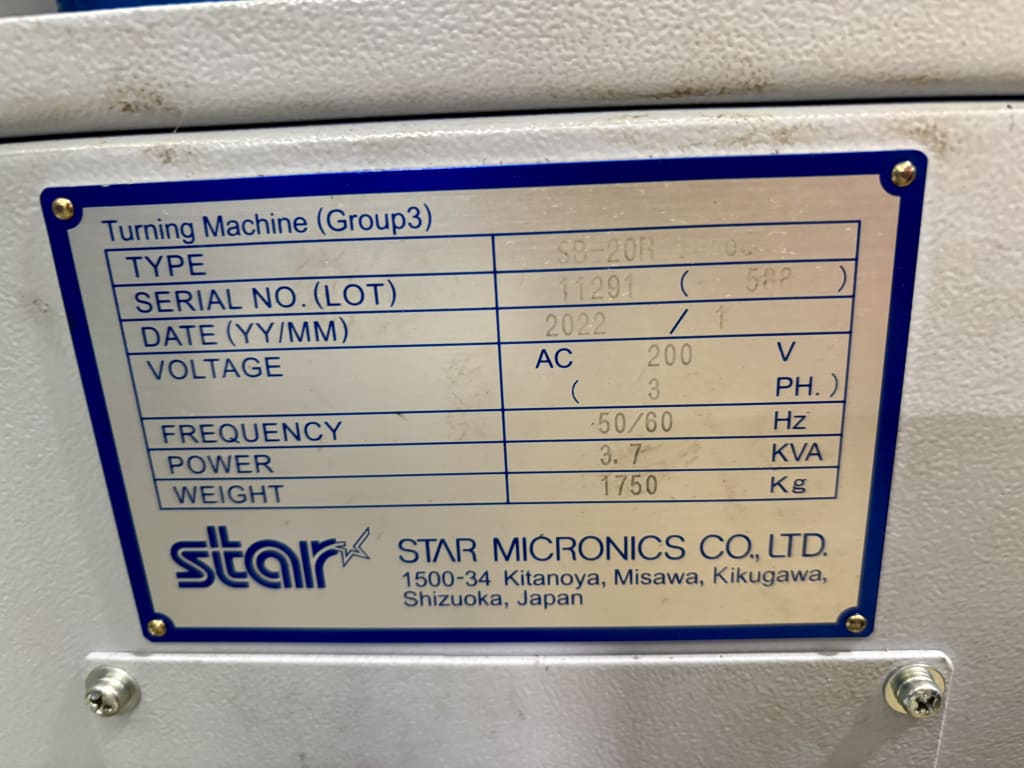 Turning Machine (Group3)
TYPE SB-20R
SERIAL NO.(LOT) 11291 ( )
DATE (YY/MM) 2022 / 1
VOLTAGE AC 200 V
( 3 PH. )
FREQUENCY 50/60 Hz
POWER 3.7 KVA
WEIGHT 1750 Kg
star STAR MICRONICS CO., LTD.
1500-34 Kitanoya, Misawa, Kikugawa,
Shizuoka, Japan